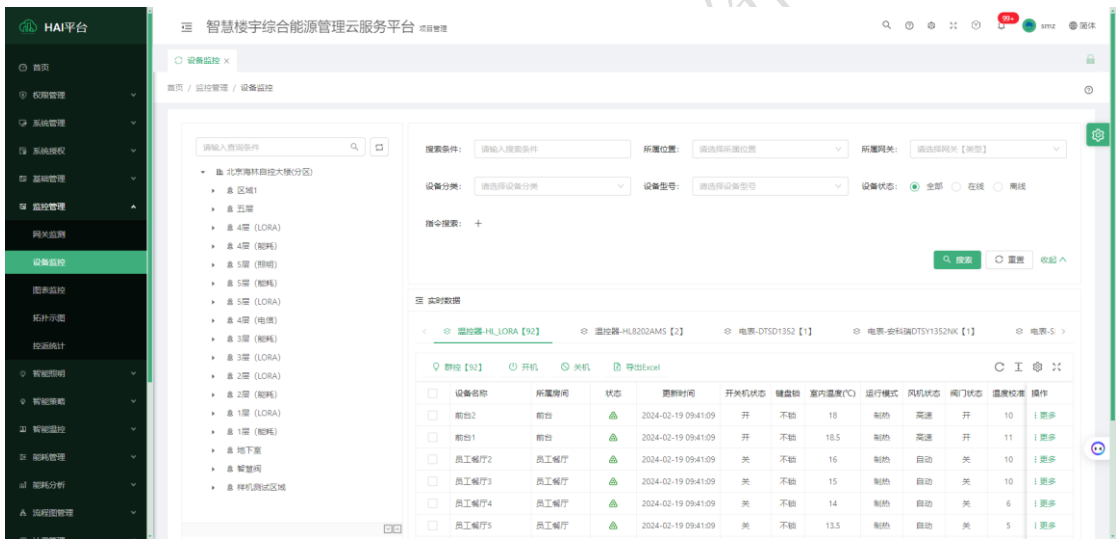 HAI平台
智慧楼宇综合能源管理云服务平台 项目管理
99+
smz
简体
首页
权限管理
系统管理
系统授权
基础管理
监控管理
网关监测
设备监控
图表监控
拓扑示图
控返统计
智能照明
智能策略
智能温控
能耗管理
能耗分析
流程图管理
设备监控 ×
首页 / 监控管理 / 设备监控
请输入查询条件
北京海林自控大楼(分区)
区域1
五层
4层 (LORA)
4层 (能耗)
5层 (照明)
5层 (能耗)
5层 (LORA)
4层 (电信)
3层 (能耗)
3层 (LORA)
2层 (LORA)
2层 (能耗)
1层 (LORA)
1层 (能耗)
地下室
智慧阀
样机测试区域
搜索条件: 请输入搜索条件 所属位置: 请选择所属位置 所属网关: 请选择网关【类型】
设备分类: 请选择设备分类 设备型号: 请选择设备型号 设备状态: 全部 在线 离线
指令搜索: +
搜索 重置 收起
实时数据
温控器-HL_LORA【92】 温控器-HL8202AMS【2】 电表-DTSD1352【1】 电表-安科瑞DTSY1352NK【1】 电表-S
群控【92】 开机 关机 导出Excel
设备名称 所属房间 状态 更新时间 开关机状态 键盘锁 室内温度(℃) 运行模式 风机状态 阀门状态 温度校准 操作
前台2 前台 2024-02-19 09:41:09 开 不锁 18 制热 高速 开 10 更多
前台1 前台 2024-02-19 09:41:09 开 不锁 18.5 制热 高速 开 11 更多
员工餐厅2 员工餐厅 2024-02-19 09:41:09 关 不锁 16 制热 自动 关 10 更多
员工餐厅3 员工餐厅 2024-02-19 09:41:09 关 不锁 15 制热 自动 关 10 更多
员工餐厅4 员工餐厅 2024-02-19 09:41:09 关 不锁 14 制热 自动 关 6 更多
员工餐厅5 员工餐厅 2024-02-19 09:41:09 关 不锁 13.5 制热 自动 关 5 更多